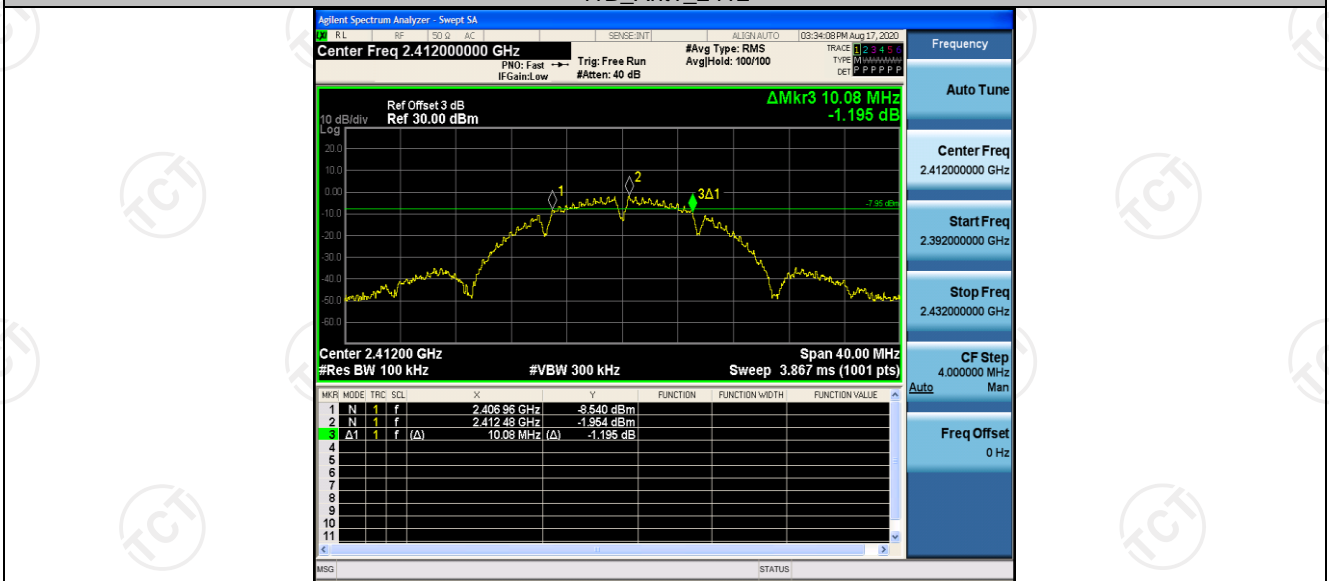 Agilent Spectrum Analyzer - Swept SA
RL RF 50 Ω AC SENSE:INT ALIGN AUTO 03:34:08 PM Aug 17, 2020
Center Freq 2.412000000 GHz
PNO: Fast
IFGain:Low
Trig: Free Run
#Atten: 40 dB
#Avg Type: RMS
Avg|Hold: 100/100
TRACE 1 2 3 4 5 6
TYPE M
DET P P P P P P
ΔMkr3 10.08 MHz
-1.195 dB
Ref Offset 3 dB
Ref 30.00 dBm
10 dB/div
Log
20.0
10.0
0.00
-10.0
-20.0
-30.0
-40.0
-50.0
-60.0
1
2
3Δ1
-7.95 dBm
Center 2.41200 GHz
Span 40.00 MHz
#Res BW 100 kHz
#VBW 300 kHz
Sweep 3.867 ms (1001 pts)
MKR MODE TRC SCL X Y FUNCTION FUNCTION WIDTH FUNCTION VALUE
1 N 1 f 2.406 96 GHz -8.540 dBm
2 N 1 f 2.412 48 GHz -1.954 dBm
3 Δ1 1 f (Δ) 10.08 MHz (Δ) -1.195 dB
4
5
6
7
8
9
10
11
MSG
STATUS
Frequency
Auto Tune
Center Freq
2.412000000 GHz
Start Freq
2.392000000 GHz
Stop Freq
2.432000000 GHz
CF Step
4.000000 MHz
Auto Man
Freq Offset
0 Hz
TCT
TCT
TCT
TCT